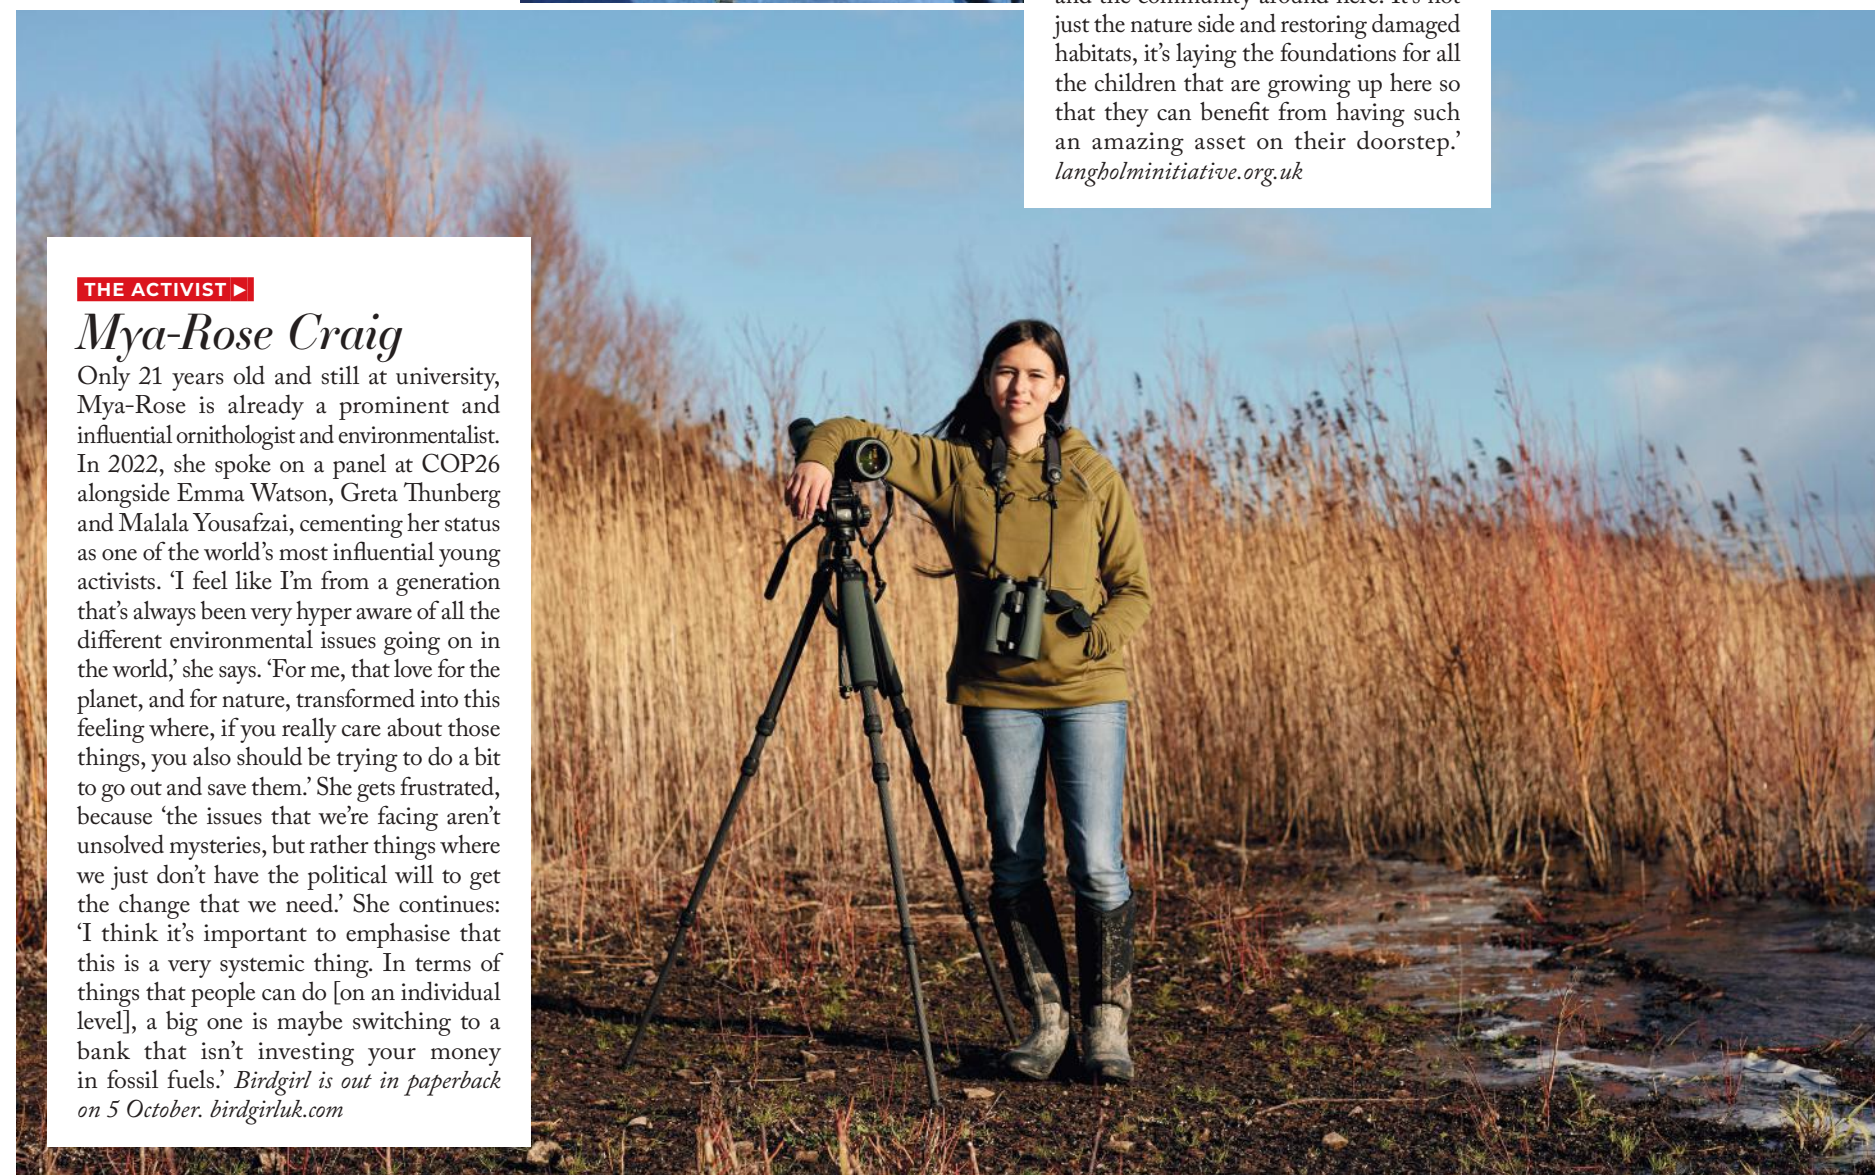 and the community around here. It's not
just the nature side and restoring damaged
habitats, it's laying the foundations for all
the children that are growing up here so
that they can benefit from having such
an amazing asset on their doorstep.’
langholminitiative.org.uk
THE ACTIVIST ▶
Mya-Rose Craig
Only 21 years old and still at university,
Mya-Rose is already a prominent and
influential ornithologist and environmentalist.
In 2022, she spoke on a panel at COP26
alongside Emma Watson, Greta Thunberg
and Malala Yousafzai, cementing her status
as one of the world’s most influential young
activists. ‘I feel like I’m from a generation
that’s always been very hyper aware of all the
different environmental issues going on in
the world,’ she says. ‘For me, that love for the
planet, and for nature, transformed into this
feeling where, if you really care about those
things, you also should be trying to do a bit
to go out and save them.’ She gets frustrated,
because ‘the issues that we’re facing aren’t
unsolved mysteries, but rather things where
we just don’t have the political will to get
the change that we need.’ She continues:
‘I think it’s important to emphasise that
this is a very systemic thing. In terms of
things that people can do [on an individual
level], a big one is maybe switching to a
bank that isn’t investing your money
in fossil fuels.’ Birdgirl is out in paperback
on 5 October. birdgirluk.com